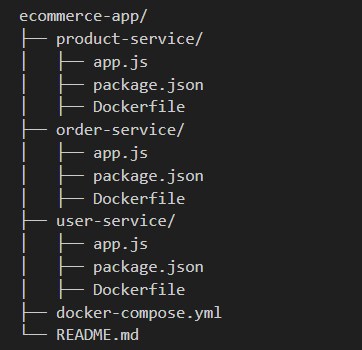 ecommerce-app/
├── product-service/
│   ├── app.js
│   ├── package.json
│   ├── Dockerfile
├── order-service/
│   ├── app.js
│   ├── package.json
│   ├── Dockerfile
├── user-service/
│   ├── app.js
│   ├── package.json
│   ├── Dockerfile
├── docker-compose.yml
└── README.md